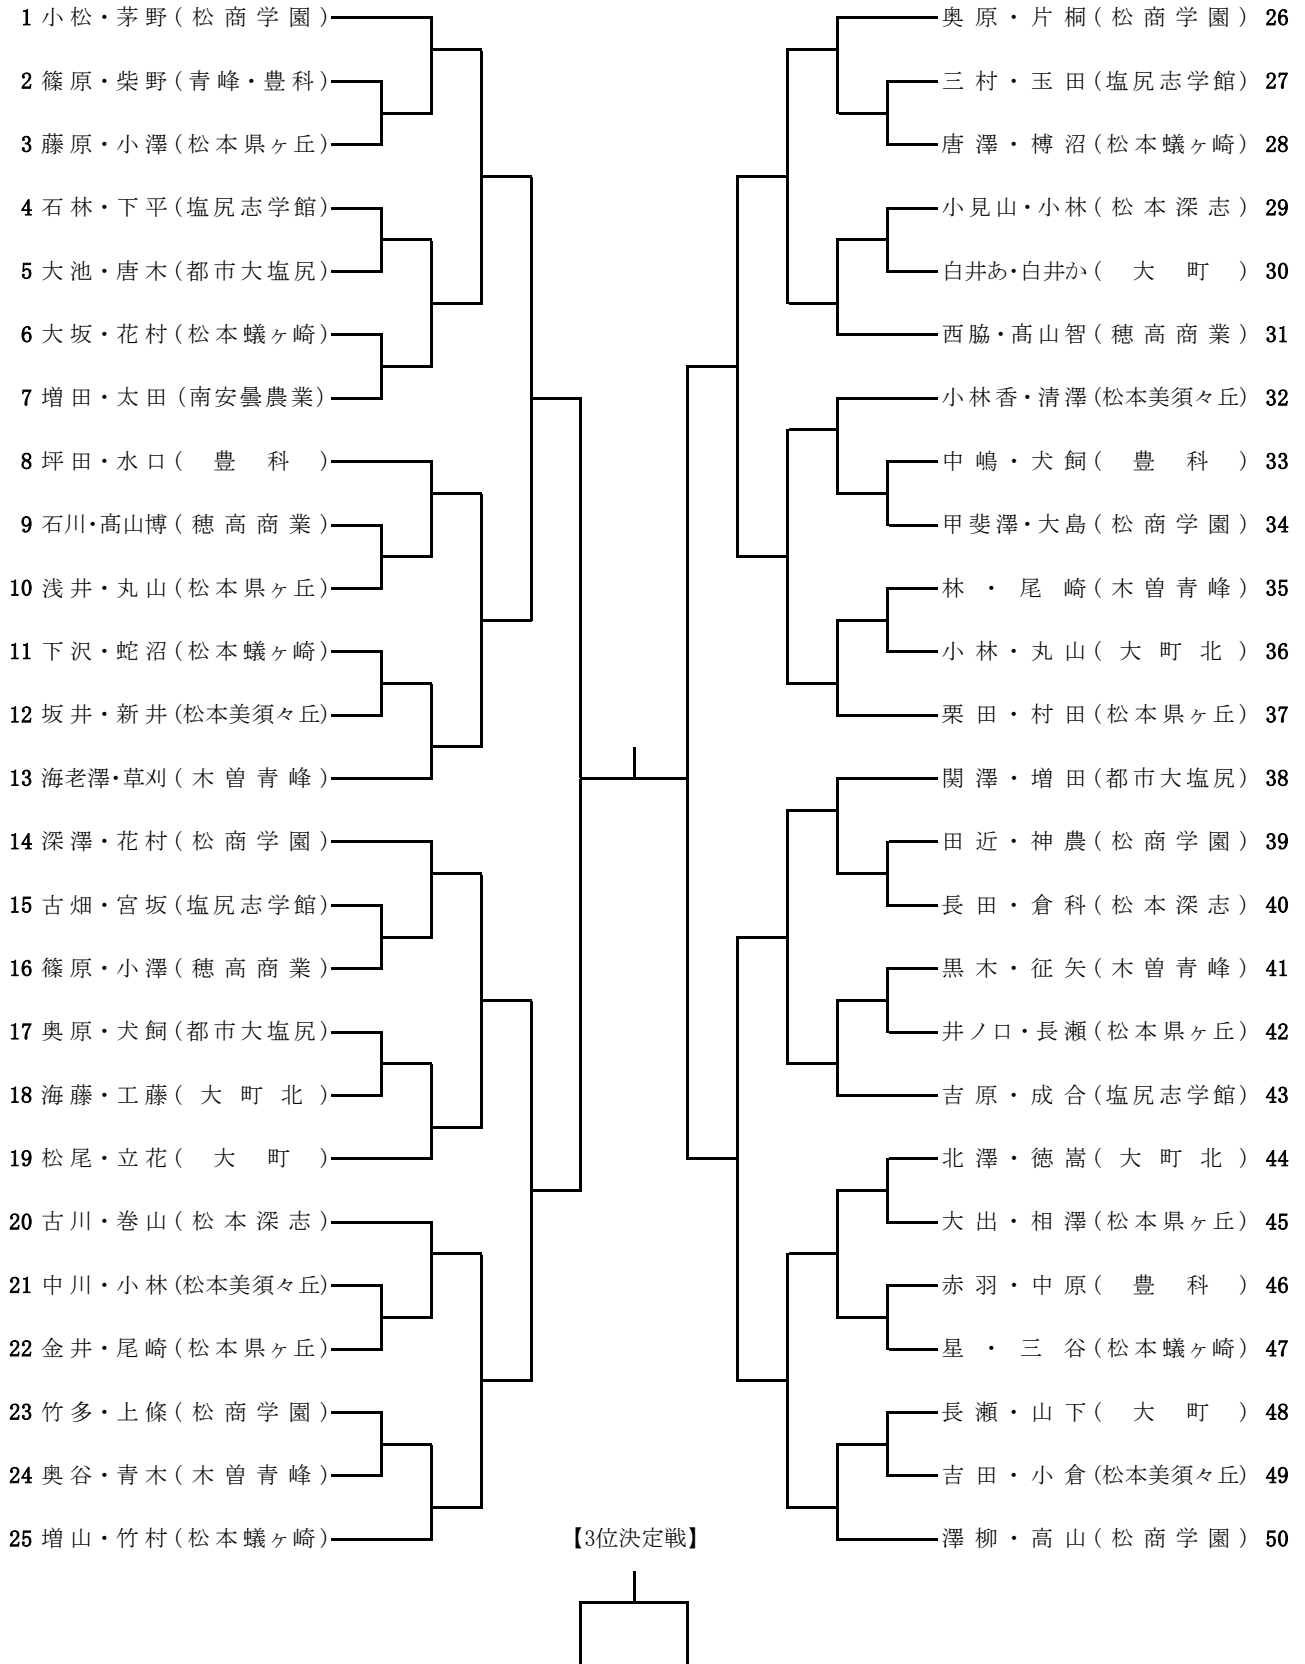 1 小松・茅野(松商学園)
2 篠原・柴野(青峰・豊科)
3 藤原・小澤(松本県ヶ丘)
4 石林・下平(塩尻志学館)
5 大池・唐木(都市大塩尻)
6 大坂・花村(松本蟻ヶ崎)
7 増田・太田(南安曇農業)
8 坪田・水口(豊科)
9 石川・髙山博(穂高商業)
10 浅井・丸山(松本県ヶ丘)
11 下沢・蛇沼(松本蟻ヶ崎)
12 坂井・新井(松本美須々丘)
13 海老澤・草刈(木曽青峰)
14 深澤・花村(松商学園)
15 古畑・宮坂(塩尻志学館)
16 篠原・小澤(穂高商業)
17 奥原・犬飼(都市大塩尻)
18 海藤・工藤(大町北)
19 松尾・立花(大町)
20 古川・巻山(松本深志)
21 中川・小林(松本美須々丘)
22 金井・尾崎(松本県ヶ丘)
23 竹多・上條(松商学園)
24 奥谷・青木(木曽青峰)
25 増山・竹村(松本蟻ヶ崎)
奥原・片桐(松商学園) 26
三村・玉田(塩尻志学館) 27
唐澤・榑沼(松本蟻ヶ崎) 28
小見山・小林(松本深志) 29
白井あ・白井か(大町) 30
西脇・髙山智(穂高商業) 31
小林香・清澤(松本美須々丘) 32
中嶋・犬飼(豊科) 33
甲斐澤・大島(松商学園) 34
林・尾崎(木曽青峰) 35
小林・丸山(大町北) 36
栗田・村田(松本県ヶ丘) 37
関澤・増田(都市大塩尻) 38
田近・神農(松商学園) 39
長田・倉科(松本深志) 40
黒木・征矢(木曽青峰) 41
井ノ口・長瀬(松本県ヶ丘) 42
吉原・成合(塩尻志学館) 43
北澤・徳嵩(大町北) 44
大出・相澤(松本県ヶ丘) 45
赤羽・中原(豊科) 46
星・三谷(松本蟻ヶ崎) 47
長瀬・山下(大町) 48
吉田・小倉(松本美須々丘) 49
澤柳・高山(松商学園) 50
【3位決定戦】